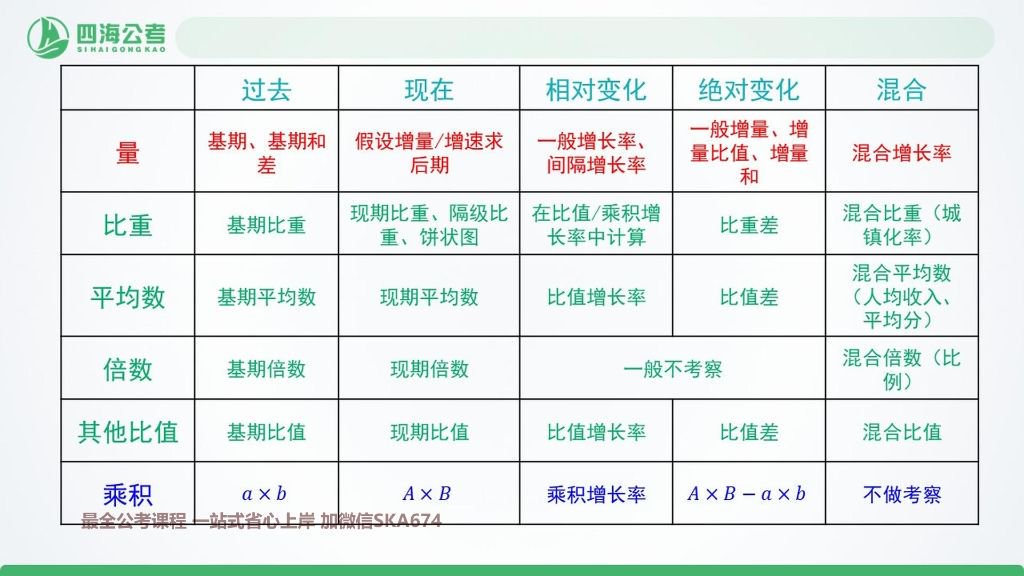 四海公考
SIHAIGONGKAO
过去 现在 相对变化 绝对变化 混合
量
基期、基期和
差
假设增量/增速求
后期
一般增长率、
间隔增长率
一般增量、增
量比值、增量
和
混合增长率
比重
基期比重
现期比重、隔级比
重、饼状图
在比值/乘积增
长率中计算
比重差
混合比重（城
镇化率）
平均数
基期平均数
现期平均数
比值增长率
比值差
混合平均数
（人均收入、
平均分）
倍数
基期倍数
现期倍数
一般不考察
混合倍数（比
例）
其他比值
基期比值
现期比值
比值增长率
比值差
混合比值
乘积
a × b
A × B
乘积增长率
A × B − a × b
不做考察
最全公考课程 一站式省心上岸 加微信SKA674